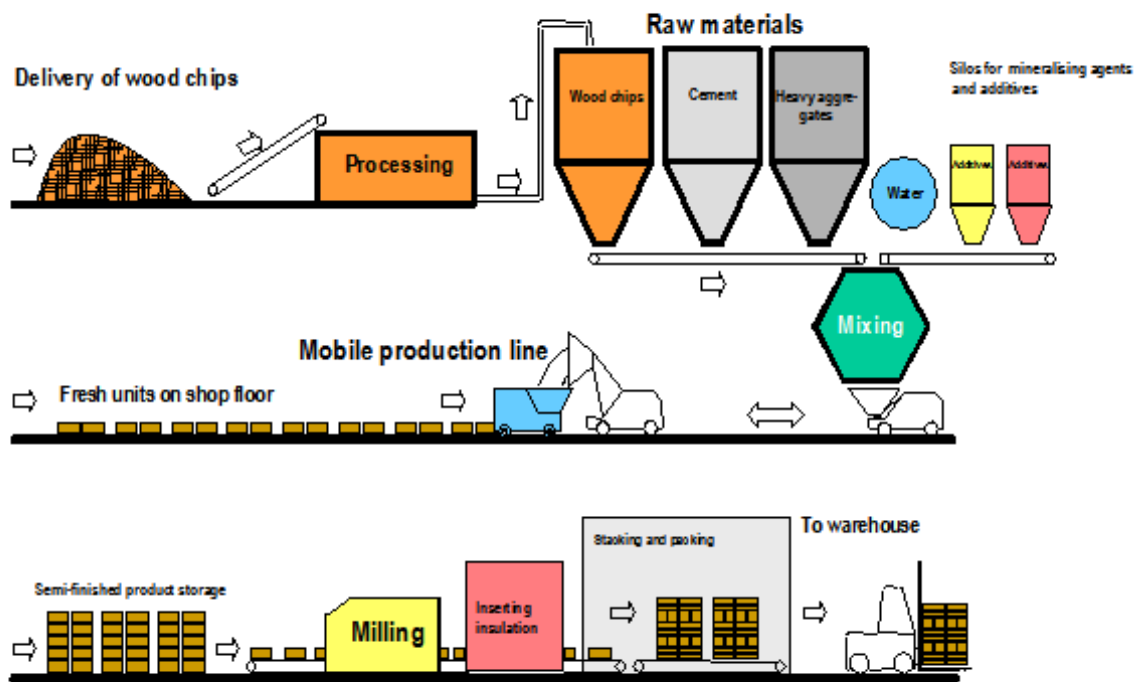 Raw materials
Delivery of wood chips
Silos for mineralising agents
and additives
Wood chips
Cement
Heavy aggre-
gates
Processing
Water
Additives
Additives
Mixing
Mobile production line
Fresh units on shop floor
To warehouse
Stacking and packing
Semi-finished product storage
Inserting
insulation
Milling